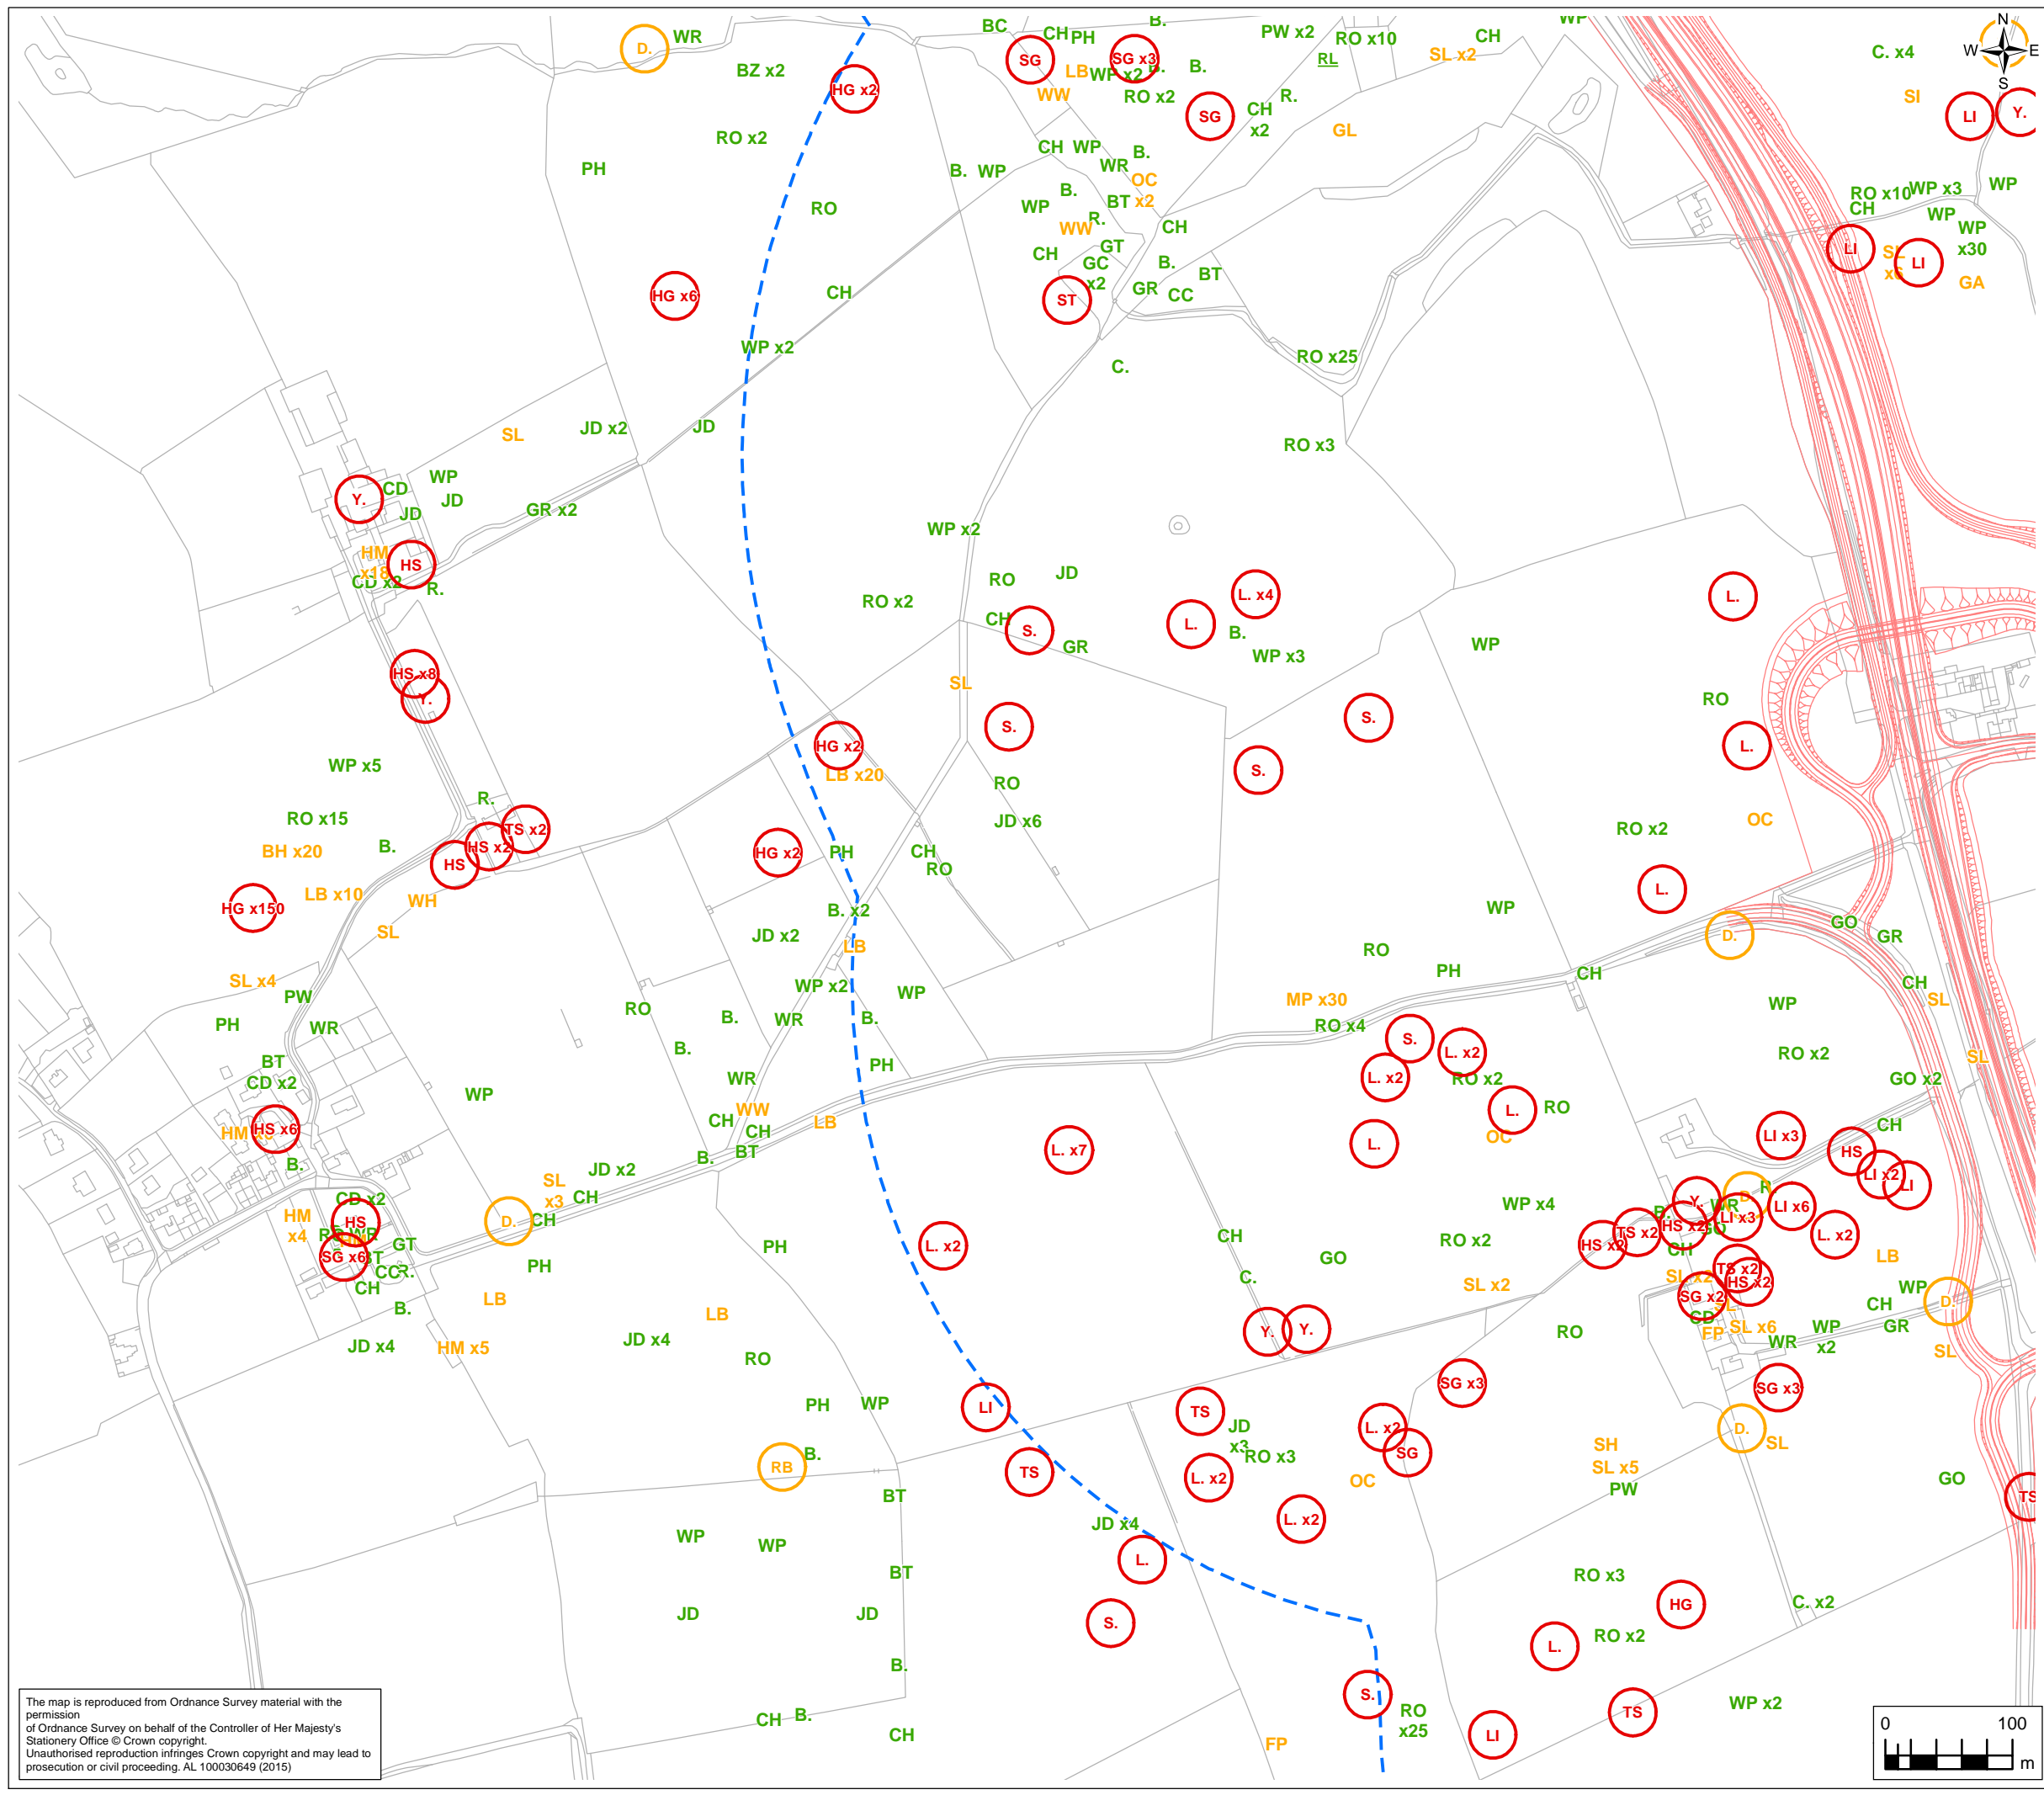 BC
CH
PH
B.
PW x2
RO x10
CH
WP
N
W
E
S
D.
WR
SG
SG x3
RL
SL x2
C. x4
BZ x2
HG x2
LB
WP x2
B.
B.
WW
RO x2
SG
CH
x2
R.
GL
SI
LI
Y.
RO x2
PH
CH
WP
B.
WR
B.
WP
OC
x2
BT
B.
WP
R.
WW
CH
RO x10
WP x3
WP
CH
WP
WP
x30
RO
CH
GT
GC
x2
B.
BT
GR
CC
LI
SL
x6
LI
GA
HG x6
CH
ST
WP x2
C.
RO x25
SL
JD x2
JD
RO x3
WP
CD
JD
Y.
JD
GR x2
WP x2
HM
x18
HS
CD x2
R.
RO
JD
RO x2
CH
S.
GR
L.
L. x4
B.
WP x3
WP
L.
HS x8
Y.
SL
RO
S.
S.
HG x2
LB x20
S.
L.
WP x5
R.
RO
JD x6
RO x15
TS x2
OC
RO x2
BH x20
B.
HS x2
HS
HG x2
PH
CH
RO
LB x10
WH
HG x150
B. x2
L.
WP
SL
JD x2
LB
RO
D.
GO
GR
SL x4
PW
WP x2
WP
PH
CH
CH
SL
PH
WR
RO
B.
WR
B.
MP x30
RO x4
WP
BT
CD x2
B.
PH
S.
L. x2
L. x2
RO x2
RO x2
SL
WP
WR
WW
CH
CH
LB
L.
RO
OC
GO x2
HS x6
B.
B.
BT
L. x7
L.
LI x3
CH
HS
LI x2
LI
SL
x3
JD x2
CH
CD x2
HM
x4
HS
D.
CH
WP x4
Y.
D.
R.
WR
LI x6
B.
LI x3
HS x2
TS x2
HS x2
L. x2
SG x6
GT
CC
R.
CH
PH
PH
L. x2
CH
GO
RO x2
CH
LB
B.
LB
LB
C.
SL x2
SL x2
TS x2
HS x2
SG x2
CD
WP
CH
D.
JD x4
HM x5
JD x4
RO
Y.
Y.
RO
FP
SL x6
WR
WP
x2
GR
SL
PH
WP
LI
TS
SG x3
SG x3
B.
RB
TS
JD
x3
RO x3
L. x2
L. x2
SG
OC
SH
SL x5
PW
D.
SL
GO
TS
BT
WP
WP
JD x4
L. x2
L.
BT
RO x3
JD
JD
S.
HG
C. x2
B.
L.
RO x2
CH
B.
CH
S.
RO
x25
FP
LI
TS
WP x2
The map is reproduced from Ordnance Survey material with the
permission
of Ordnance Survey on behalf of the Controller of Her Majesty's
Stationery Office © Crown copyright.
Unauthorised reproduction infringes Crown copyright and may lead to
prosecution or civil proceeding. AL 100030649 (2015)
0
100
m